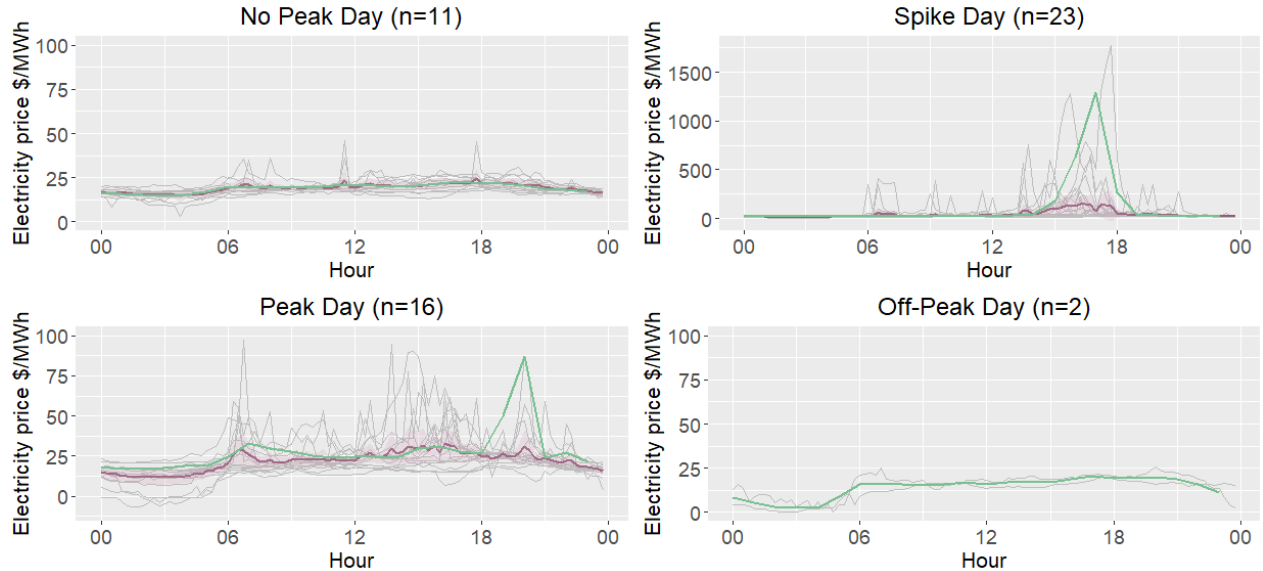 No Peak Day (n=11)
Electricity price $/MWh
100
75
50
25
0
00 06 12 18 00
Hour
Spike Day (n=23)
Electricity price $/MWh
1500
1000
500
0
00 06 12 18 00
Hour
Peak Day (n=16)
Electricity price $/MWh
100
75
50
25
0
00 06 12 18 00
Hour
Off-Peak Day (n=2)
Electricity price $/MWh
100
75
50
25
0
00 06 12 18 00
Hour